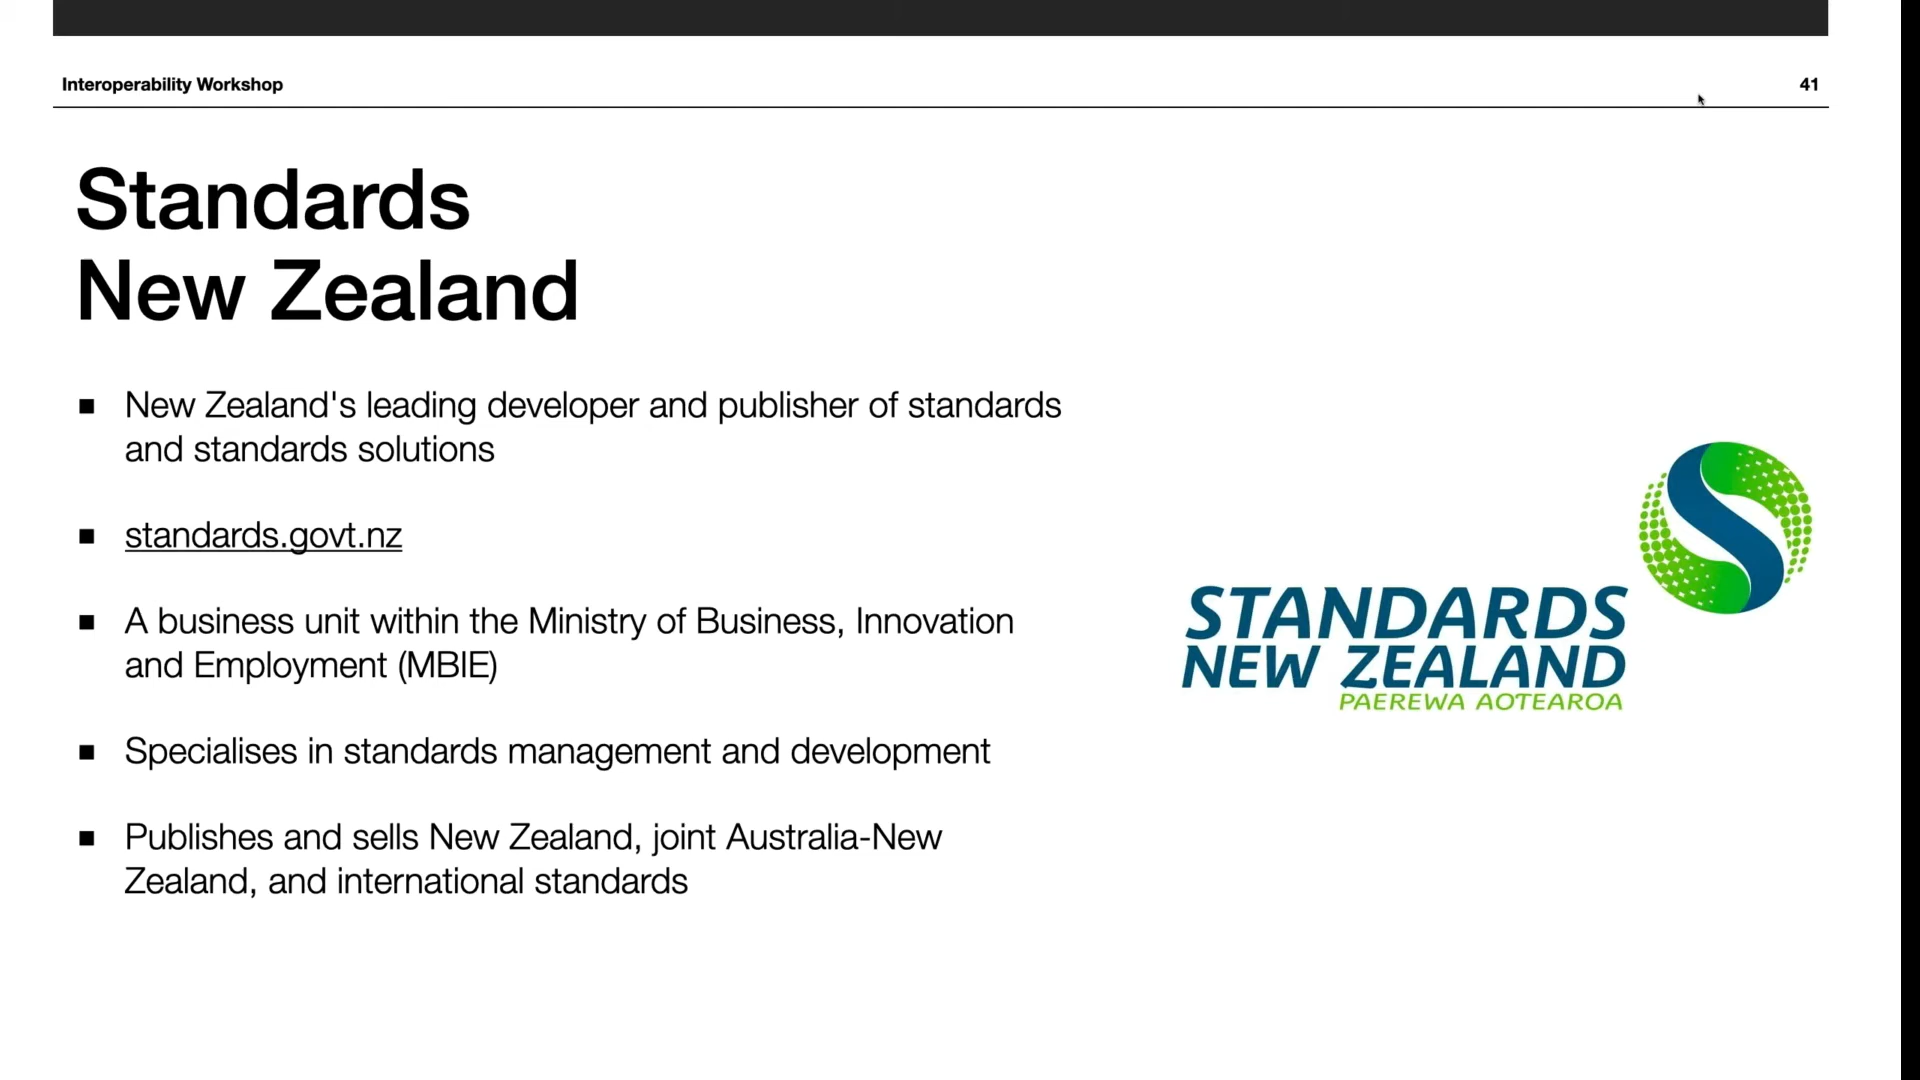 Interoperability Workshop
41
Standards
New Zealand
■ New Zealand's leading developer and publisher of standards
and standards solutions
■ standards.govt.nz
■ A business unit within the Ministry of Business, Innovation
and Employment (MBIE)
■ Specialises in standards management and development
■ Publishes and sells New Zealand, joint Australia-New
Zealand, and international standards
STANDARDS
NEW ZEALAND
PAEREWA AOTEAROA